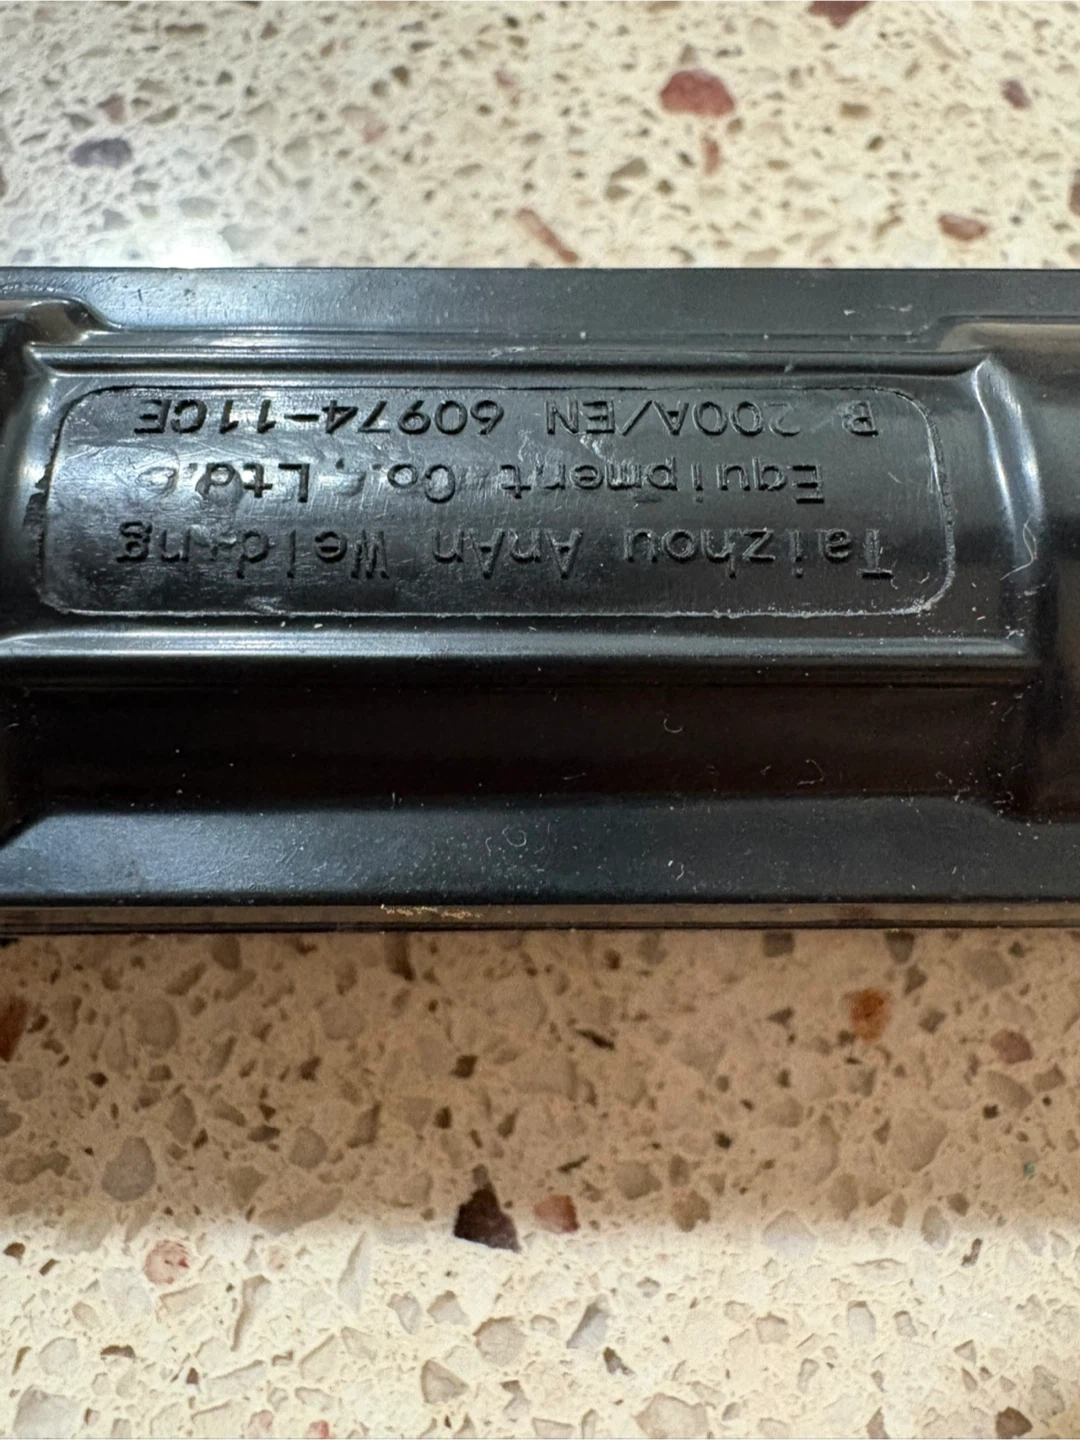 Taizhou AnAn Welding
Equipment Co.,Ltd.
B 200A/EN 60974-11CE